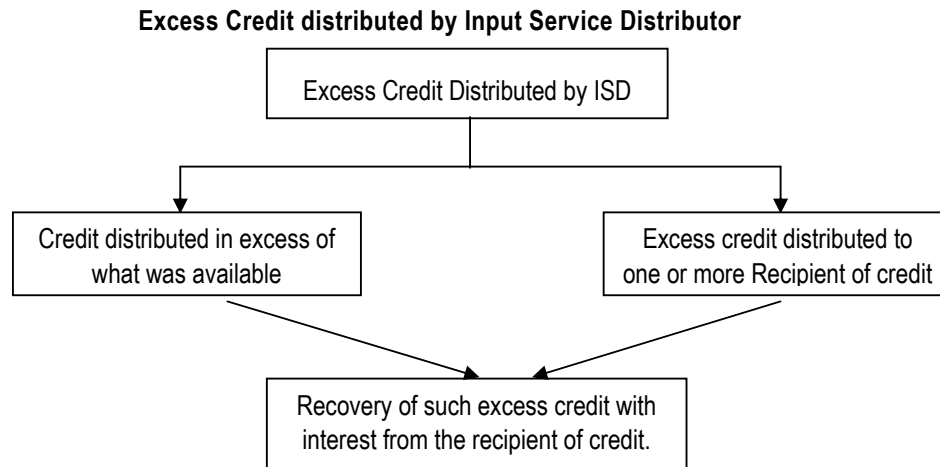 Excess Credit distributed by Input Service Distributor
Excess Credit Distributed by ISD
Credit distributed in excess of
what was available
Excess credit distributed to
one or more Recipient of credit
Recovery of such excess credit with
interest from the recipient of credit.